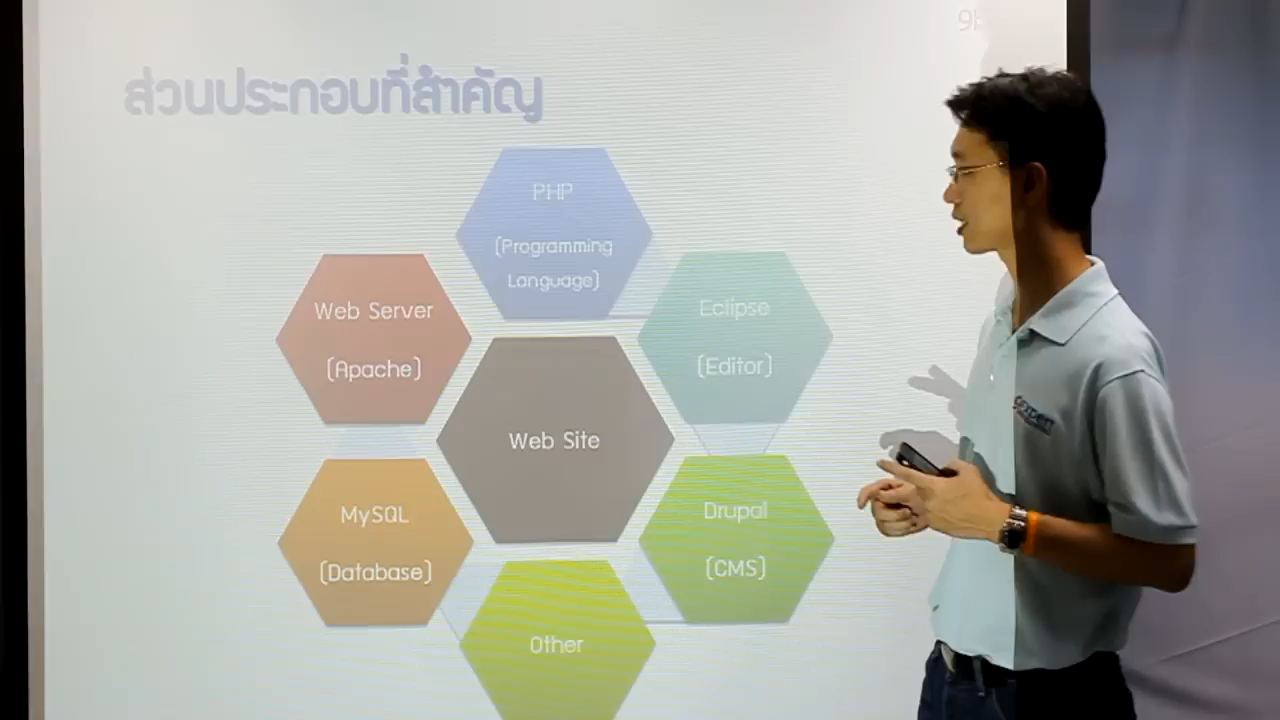 ส่วนประกอบที่สำคัญ
PHP
(Programming
Language)
Web Server
(Apache)
Eclipse
(Editor)
Web Site
MySQL
(Database)
Drupal
(CMS)
Other